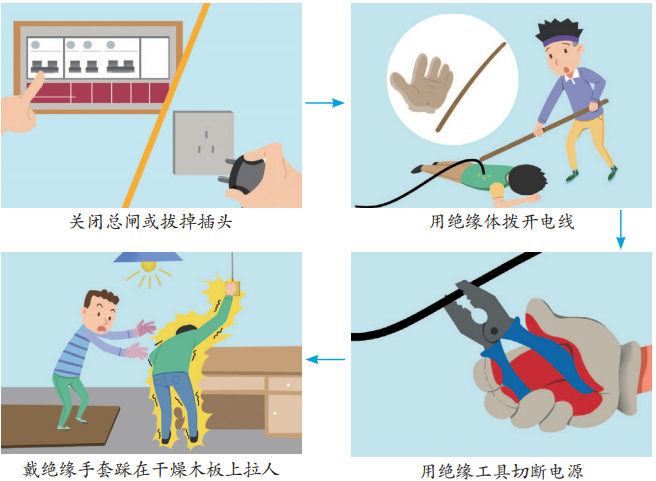 关闭总闸或拔掉插头
用绝缘体拨开电线
用绝缘工具切断电源
戴绝缘手套踩在干燥木板上拉人